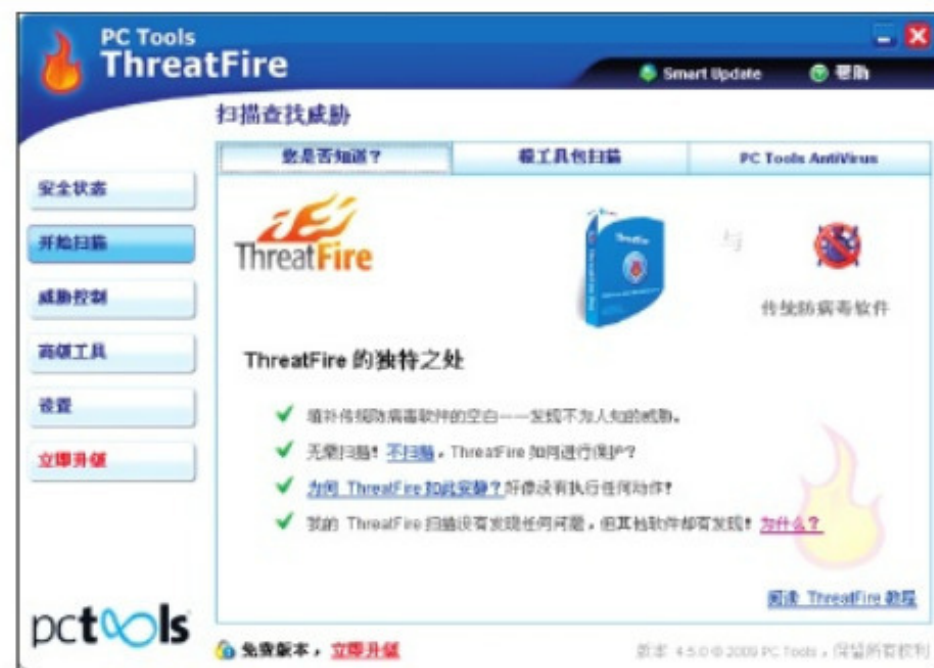 PC Tools
ThreatFire
Smart Update 帮助
扫描查找威胁
您是否知道? 根工具包扫描 PC Tools AntiVirus
安全状态
开始扫描
威胁控制
高级工具
设置
立即升级
ThreatFire
与
传统防病毒软件
ThreatFire 的独特之处
填补传统防病毒软件的空白——发现不为人知的威胁。
无需扫描! 不扫描,ThreatFire 如何进行保护?
为何 ThreatFire 如此安静?好像没有执行任何动作!
我的 ThreatFire 扫描没有发现任何问题,但其他软件却有发现! 为什么?
阅读 ThreatFire 教程
pctools
免费版本,立即升级
版本 4.5.0 © 2009 PC Tools,保留所有权利